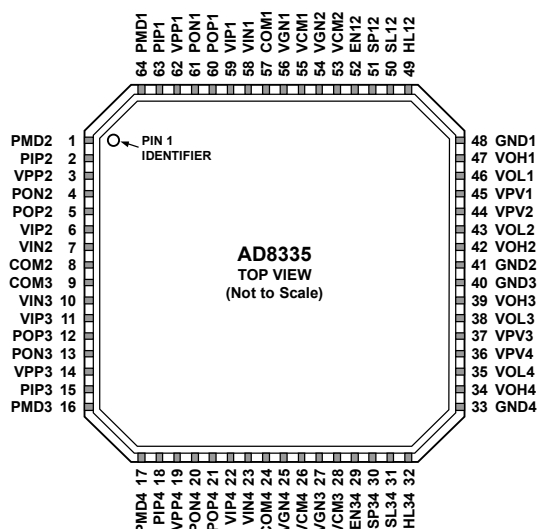 64 PMD1
63 PIP1
62 VPP1
61 PON1
60 POP1
59 VIP1
58 VIN1
57 COM1
56 VGN1
55 VCM1
54 VGN2
53 VCM2
52 EN12
51 SP12
50 SL12
49 HL12
PMD2 1
PIP2 2
VPP2 3
PON2 4
POP2 5
VIP2 6
VIN2 7
COM2 8
COM3 9
VIN3 10
VIP3 11
POP3 12
PON3 13
VPP3 14
PIP3 15
PMD3 16
PIN 1
IDENTIFIER
AD8335
TOP VIEW
(Not to Scale)
48 GND1
47 VOH1
46 VOL1
45 VPV1
44 VPV2
43 VOL2
42 VOH2
41 GND2
40 GND3
39 VOH3
38 VOL3
37 VPV3
36 VPV4
35 VOL4
34 VOH4
33 GND4
PMD4 17
PIP4 18
VPP4 19
PON4 20
POP4 21
VIP4 22
VIN4 23
COM4 24
VGN4 25
VCM4 26
VGN3 27
VCM3 28
EN34 29
SP34 30
SL34 31
HL34 32